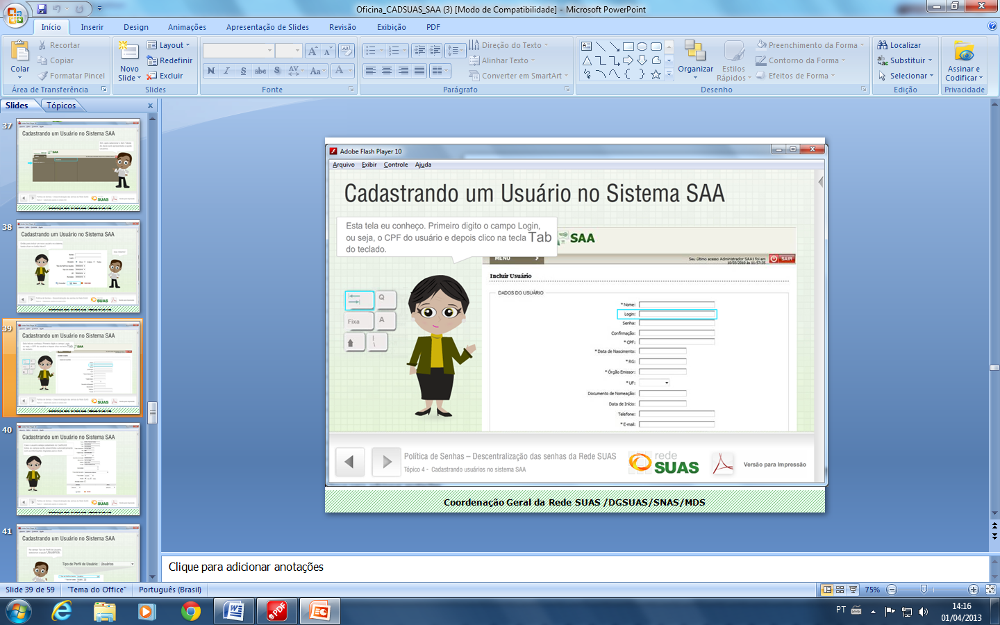 Oficina_CADSUAS_SAA (3) [Modo de Compatibilidade] - Microsoft PowerPoint
Início Inserir Design Animações Apresentação de Slides Revisão Exibição PDF
Colar
Recortar
Copiar
Formatar Pincel
Área de Transferência
Novo Slide
Layout
Redefinir
Excluir
Slides
N I S abc S AV Aa A
Fonte
Direção do Texto
Alinhar Texto
Converter em SmartArt
Parágrafo
Organizar
Estilos Rápidos
Preenchimento da Forma
Contorno da Forma
Efeitos de Forma
Desenho
Localizar
Substituir
Selecionar
Edição
Assinar e Codificar
Privacidade
Slides Tópicos x
37
Cadastrando um Usuário no Sistema SAA
38
Cadastrando um Usuário no Sistema SAA
39
Cadastrando um Usuário no Sistema SAA
40
Cadastrando um Usuário no Sistema SAA
41
Cadastrando um Usuário no Sistema SAA
Tipo de Perfil de Usuário: Usuários
Adobe Flash Player 10
Arquivo Exibir Controle Ajuda
Cadastrando um Usuário no Sistema SAA
Esta tela eu conheço. Primeiro digito o campo Login,
ou seja, o CPF do usuário e depois clico na tecla Tab
do teclado.
SAA
MENU
Seu último acesso Administrador SAA1 foi em
10/03/2010 às 11:57:35
SAIR
Incluir Usuário
DADOS DO USUÁRIO
* Nome:
Login:
Senha:
Confirmação:
* CPF:
* Data de Nascimento:
* RG:
* Órgão Emissor:
* UF:
Documento de Nomeação:
Data de Início:
Telefone:
* E-mail:
Q
Fixa A
\
Política de Senhas – Descentralização das senhas da Rede SUAS
Tópico 4 - Cadastrando usuários no sistema SAA
rede
SUAS
Versão para Impressão
Coordenação Geral da Rede SUAS /DGSUAS/SNAS/MDS
Clique para adicionar anotações
Slide 39 de 59 "Tema do Office" Português (Brasil) 75%
PT
14:16
01/04/2013